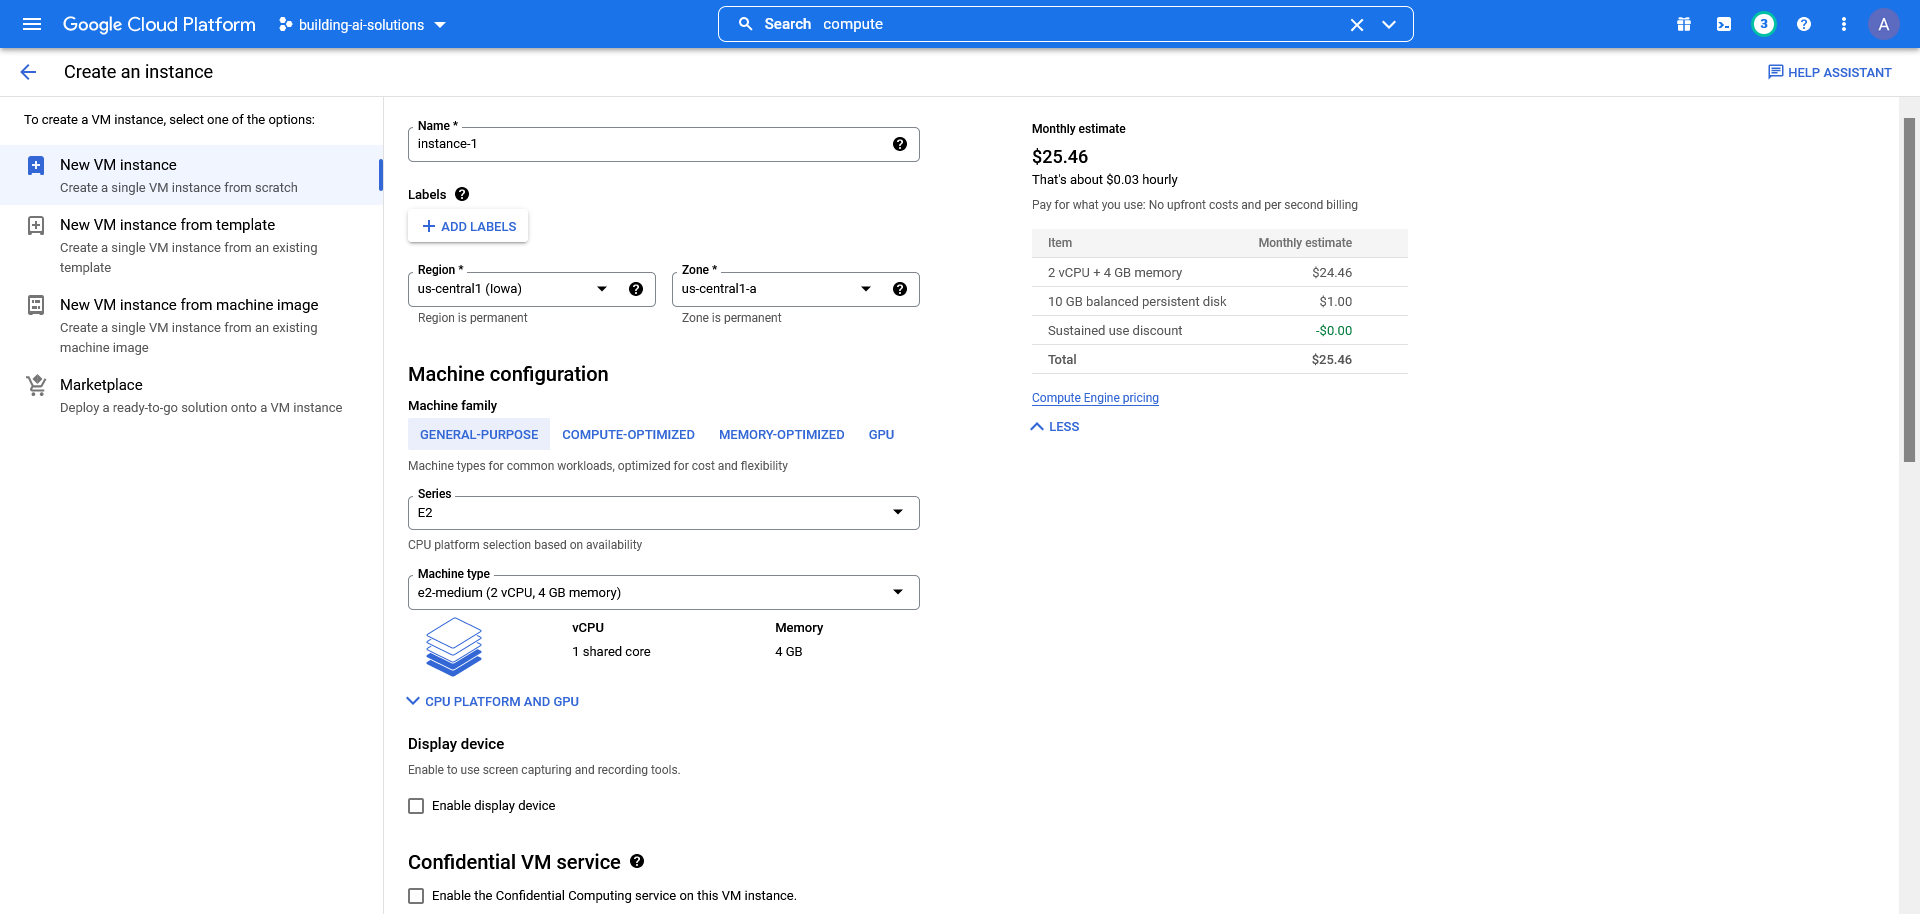 Google Cloud Platform
building-ai-solutions
Search compute
3
A
Create an instance
HELP ASSISTANT
To create a VM instance, select one of the options:
New VM instance
Create a single VM instance from scratch
New VM instance from template
Create a single VM instance from an existing
template
New VM instance from machine image
Create a single VM instance from an existing
machine image
Marketplace
Deploy a ready-to-go solution onto a VM instance
Name *
instance-1
Labels
ADD LABELS
Region *
us-central1 (Iowa)
Region is permanent
Zone *
us-central1-a
Zone is permanent
Machine configuration
Machine family
GENERAL-PURPOSE COMPUTE-OPTIMIZED MEMORY-OPTIMIZED GPU
Machine types for common workloads, optimized for cost and flexibility
Series
E2
CPU platform selection based on availability
Machine type
e2-medium (2 vCPU, 4 GB memory)
vCPU Memory
1 shared core 4 GB
CPU PLATFORM AND GPU
Display device
Enable to use screen capturing and recording tools.
Enable display device
Confidential VM service
Enable the Confidential Computing service on this VM instance.
Monthly estimate
$25.46
That's about $0.03 hourly
Pay for what you use: No upfront costs and per second billing
Item Monthly estimate
2 vCPU + 4 GB memory $24.46
10 GB balanced persistent disk $1.00
Sustained use discount -$0.00
Total $25.46
Compute Engine pricing
LESS